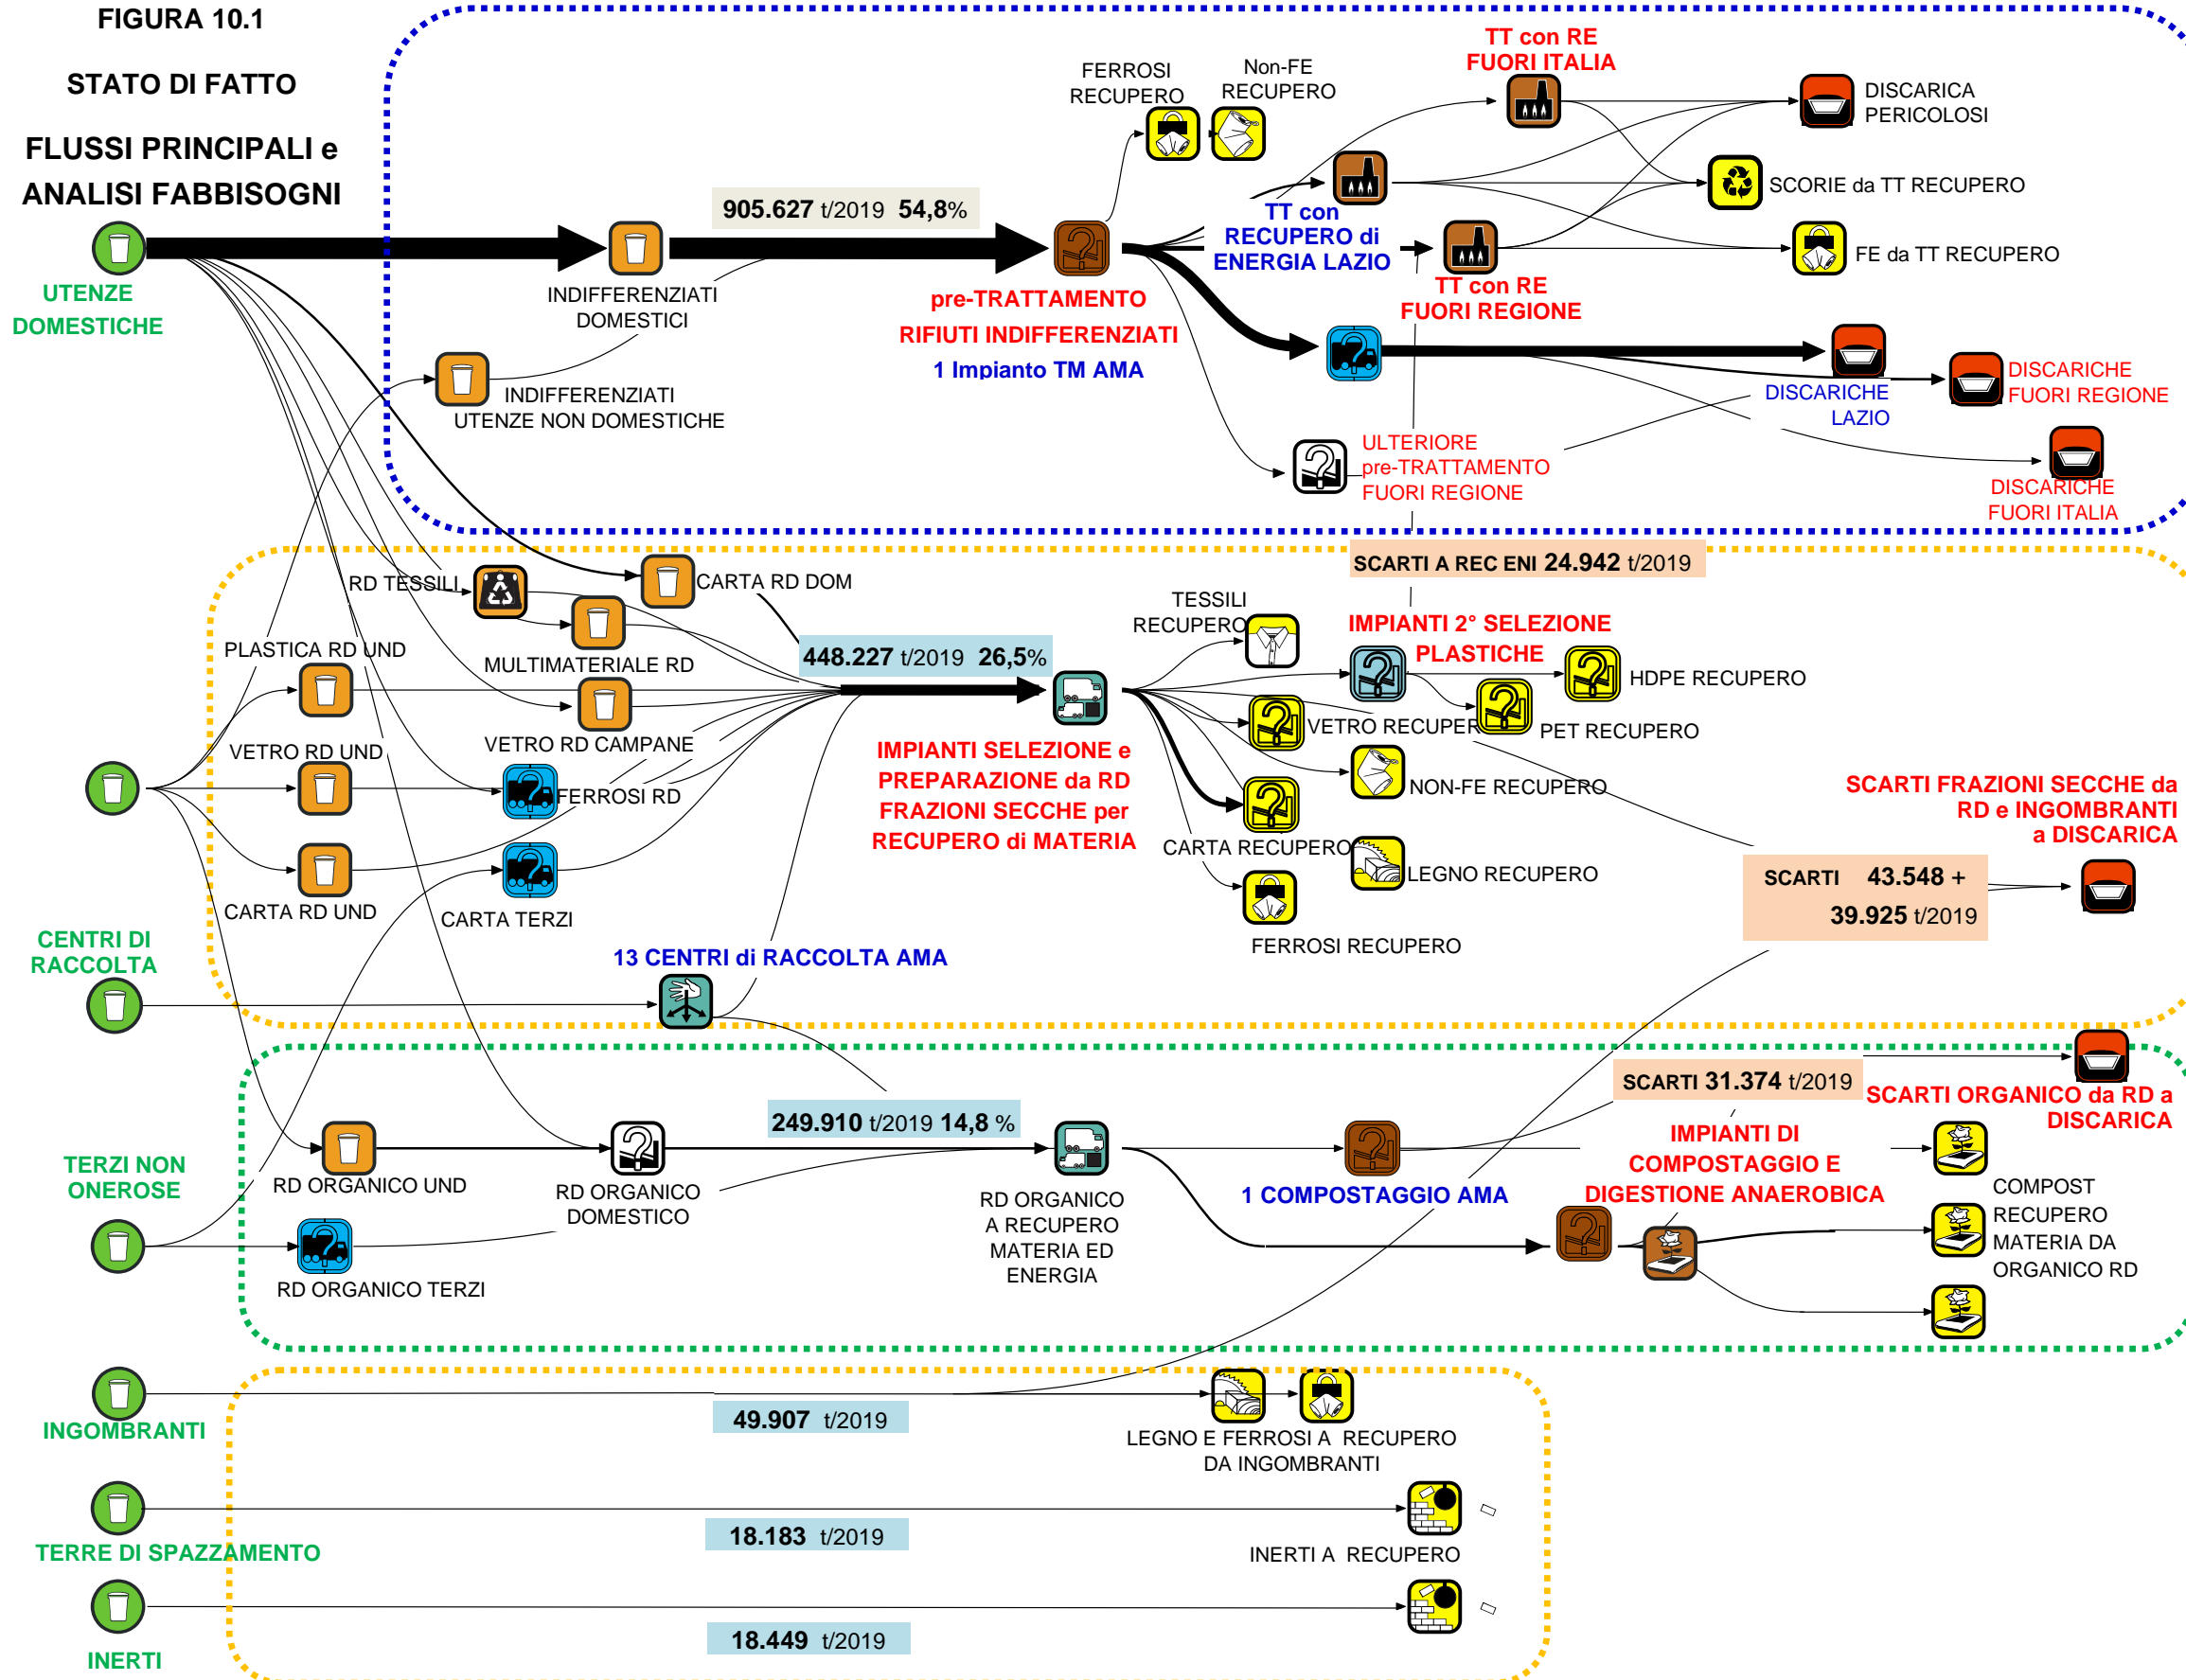 FIGURA 10.1
STATO DI FATTO
FLUSSI PRINCIPALI e
ANALISI FABBISOGNI
UTENZE
DOMESTICHE
INDIFFERENZIATI
DOMESTICI
905.627 t/2019 54,8%
INDIFFERENZIATI
UTENZE NON DOMESTICHE
pre-TRATTAMENTO
RIFIUTI INDIFFERENZIATI
1 Impianto TM AMA
FERROSI
RECUPERO
Non-FE
RECUPERO
TT con RE
FUORI ITALIA
TT con
RECUPERO di
ENERGIA LAZIO
TT con RE
FUORI REGIONE
DISCARICA
PERICOLOSI
SCORIE da TT RECUPERO
FE da TT RECUPERO
DISCARICHE
LAZIO
DISCARICHE
FUORI REGIONE
DISCARICHE
FUORI ITALIA
ULTERIORE
pre-TRATTAMENTO
FUORI REGIONE
SCARTI A REC ENI 24.942 t/2019
RD TESSILI
CARTA RD DOM
MULTIMATERIALE RD
PLASTICA RD UND
VETRO RD CAMPANE
VETRO RD UND
FERROSI RD
CARTA RD UND
CARTA TERZI
448.227 t/2019 26,5%
IMPIANTI SELEZIONE e
PREPARAZIONE da RD
FRAZIONI SECCHE per
RECUPERO di MATERIA
TESSILI
RECUPERO
IMPIANTI 2° SELEZIONE
PLASTICHE
HDPE RECUPERO
PET RECUPERO
VETRO RECUPER
NON-FE RECUPERO
CARTA RECUPERO
LEGNO RECUPERO
FERROSI RECUPERO
SCARTI FRAZIONI SECCHE da
RD e INGOMBRANTI
a DISCARICA
SCARTI 43.548 +
39.925 t/2019
CENTRI DI
RACCOLTA
13 CENTRI di RACCOLTA AMA
SCARTI 31.374 t/2019
SCARTI ORGANICO da RD a
DISCARICA
249.910 t/2019 14,8 %
TERZI NON
ONEROSE
RD ORGANICO UND
RD ORGANICO
DOMESTICO
RD ORGANICO TERZI
RD ORGANICO
A RECUPERO
MATERIA ED
ENERGIA
1 COMPOSTAGGIO AMA
IMPIANTI DI
COMPOSTAGGIO E
DIGESTIONE ANAEROBICA
COMPOST
RECUPERO
MATERIA DA
ORGANICO RD
INGOMBRANTI
49.907 t/2019
LEGNO E FERROSI A RECUPERO
DA INGOMBRANTI
TERRE DI SPAZZAMENTO
18.183 t/2019
INERTI A RECUPERO
INERTI
18.449 t/2019